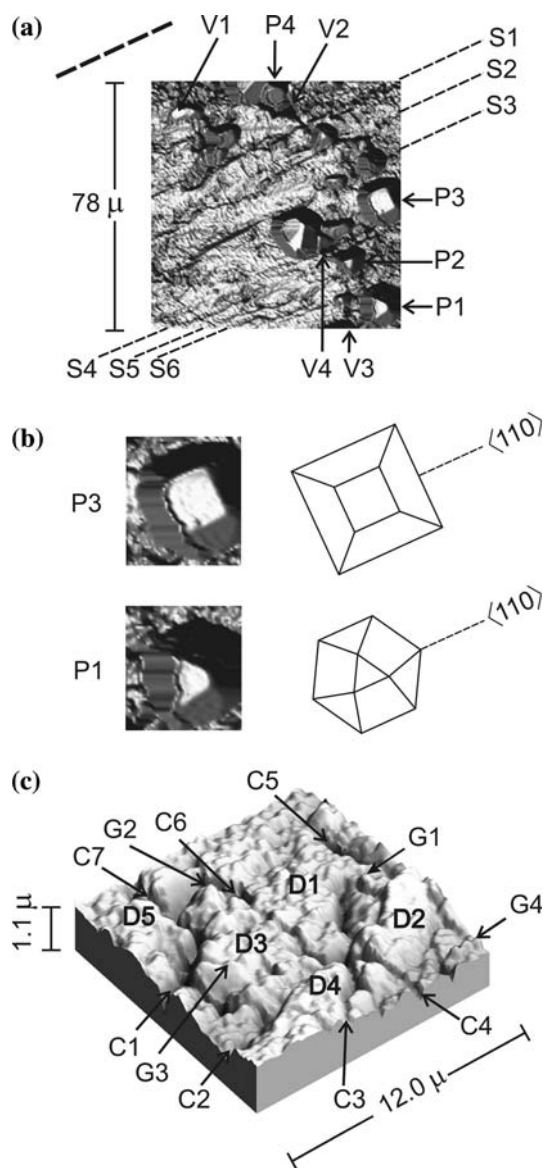 (a)
V1 P4 V2
S1
S2
S3
78 μ
P3
P2
P1
S4 S5 S6
V4 V3
(b)
P3
⟨110⟩
P1
⟨110⟩
(c)
C5
C6
G2
G1
C7
D1
G4
D5
D2
1.1 μ
D3
D4
C1
G3
C2
C3
C4
12.0 μ